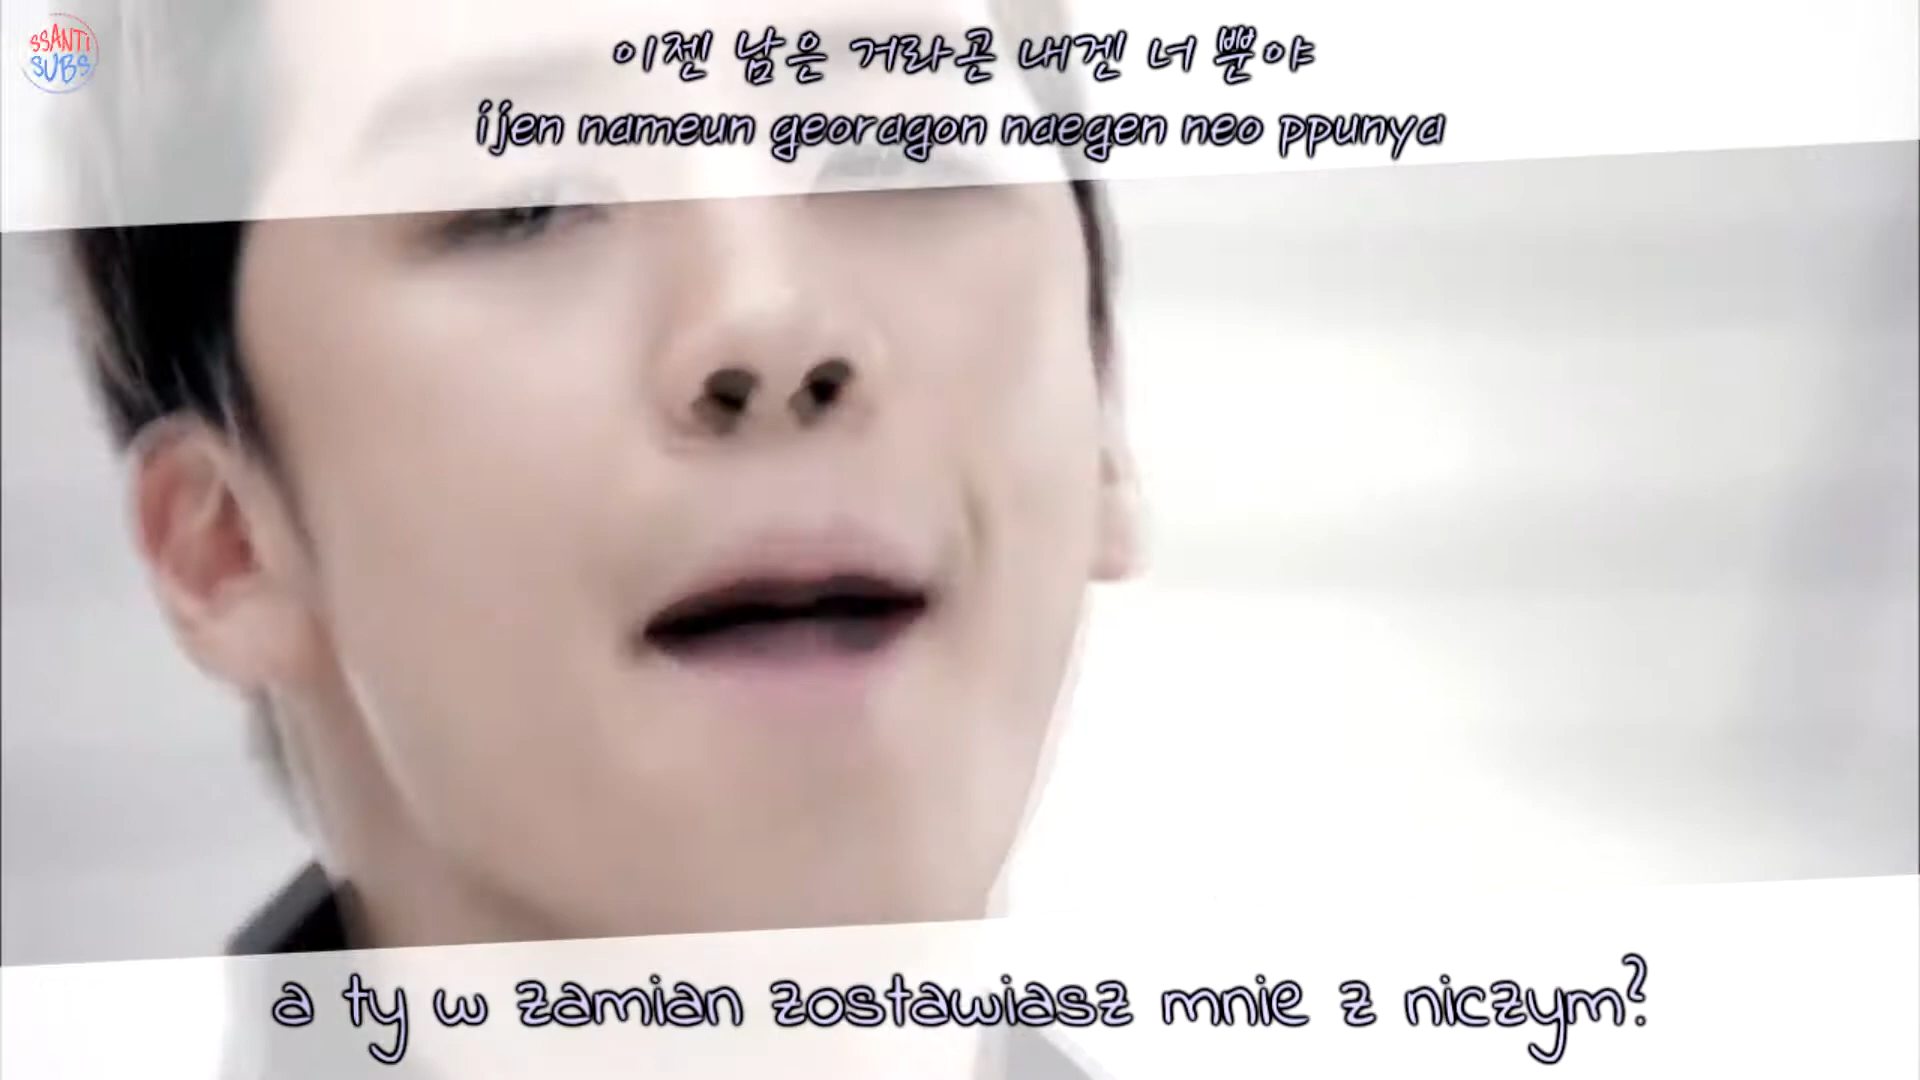 SSANTI
SUBS
이젠 남은 거라곤 내겐 너 뿐야
ijen nameun georagon naegen neo ppunya
a ty w zamian zostawiasz mnie z niczym?